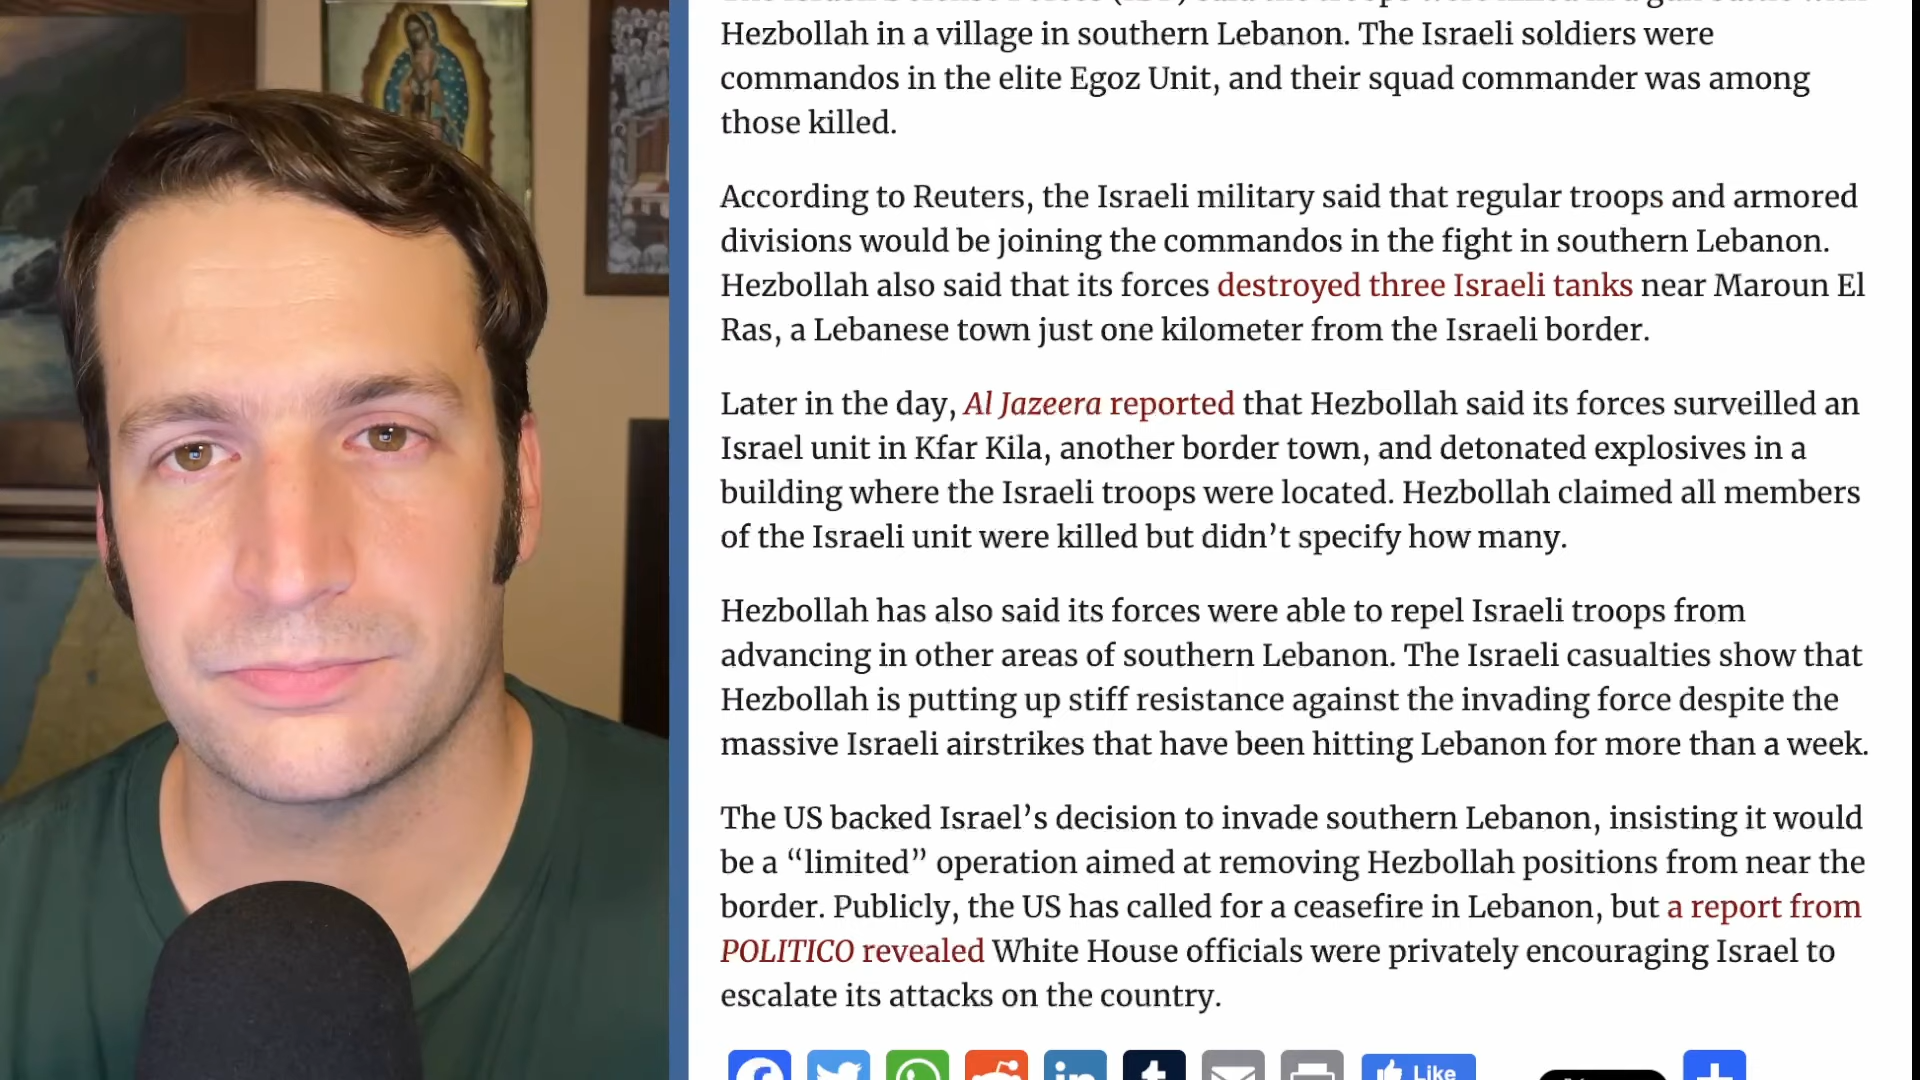 Hezbollah in a village in southern Lebanon. The Israeli soldiers were
commandos in the elite Egoz Unit, and their squad commander was among
those killed.
According to Reuters, the Israeli military said that regular troops and armored
divisions would be joining the commandos in the fight in southern Lebanon.
Hezbollah also said that its forces destroyed three Israeli tanks near Maroun El
Ras, a Lebanese town just one kilometer from the Israeli border.
Later in the day, Al Jazeera reported that Hezbollah said its forces surveilled an
Israel unit in Kfar Kila, another border town, and detonated explosives in a
building where the Israeli troops were located. Hezbollah claimed all members
of the Israeli unit were killed but didn’t specify how many.
Hezbollah has also said its forces were able to repel Israeli troops from
advancing in other areas of southern Lebanon. The Israeli casualties show that
Hezbollah is putting up stiff resistance against the invading force despite the
massive Israeli airstrikes that have been hitting Lebanon for more than a week.
The US backed Israel’s decision to invade southern Lebanon, insisting it would
be a “limited” operation aimed at removing Hezbollah positions from near the
border. Publicly, the US has called for a ceasefire in Lebanon, but a report from
POLITICO revealed White House officials were privately encouraging Israel to
escalate its attacks on the country.
Like